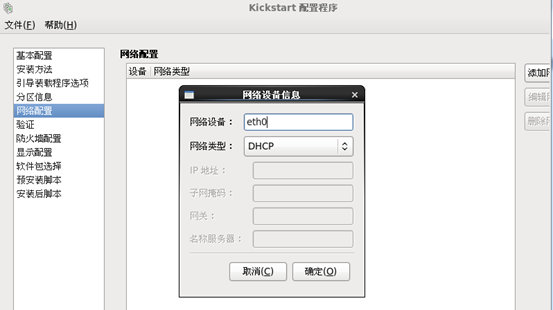 Kickstart 配置程序
文件(F) 帮助(H)
基本配置
安装方法
引导装载程序选项
分区信息
网络配置
验证
防火墙配置
显示配置
软件包选择
预安装脚本
安装后脚本
网络配置
设备 网络类型
添加网
编辑网
删除网
网络设备信息
网络设备： eth0
网络类型： DHCP
IP 地址：
子网掩码：
网关：
名称服务器：
取消(C) 确定(O)